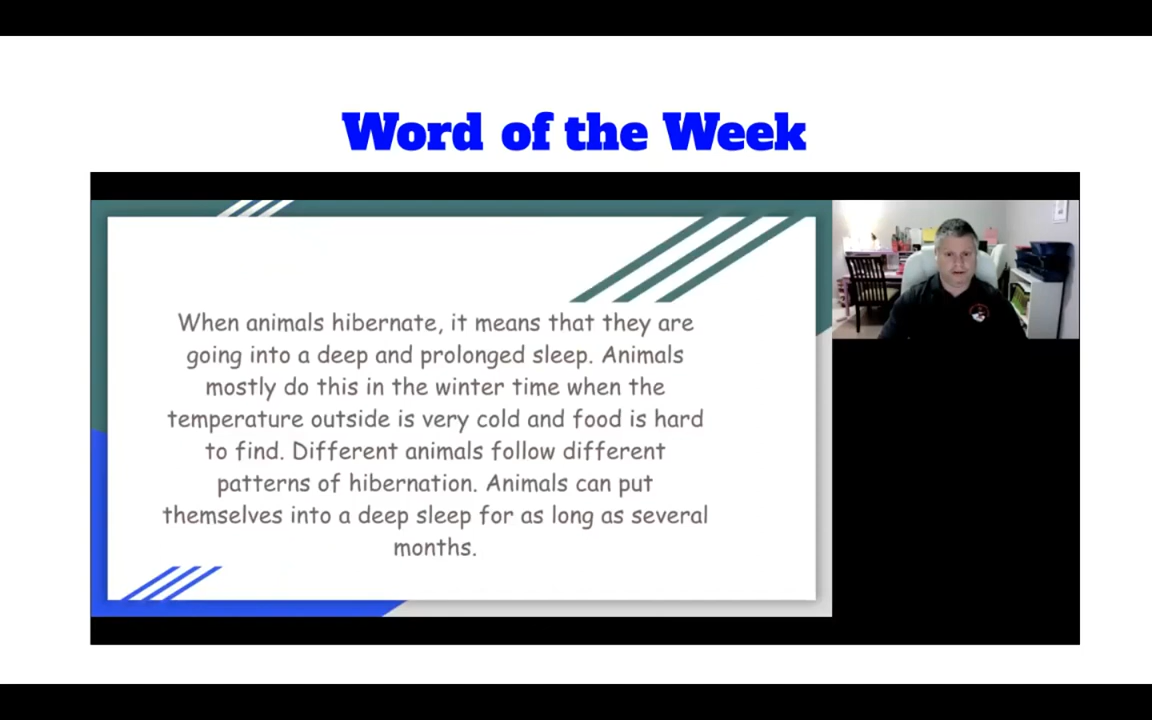 Word of the Week
When animals hibernate, it means that they are
going into a deep and prolonged sleep. Animals
mostly do this in the winter time when the
temperature outside is very cold and food is hard
to find. Different animals follow different
patterns of hibernation. Animals can put
themselves into a deep sleep for as long as several
months.